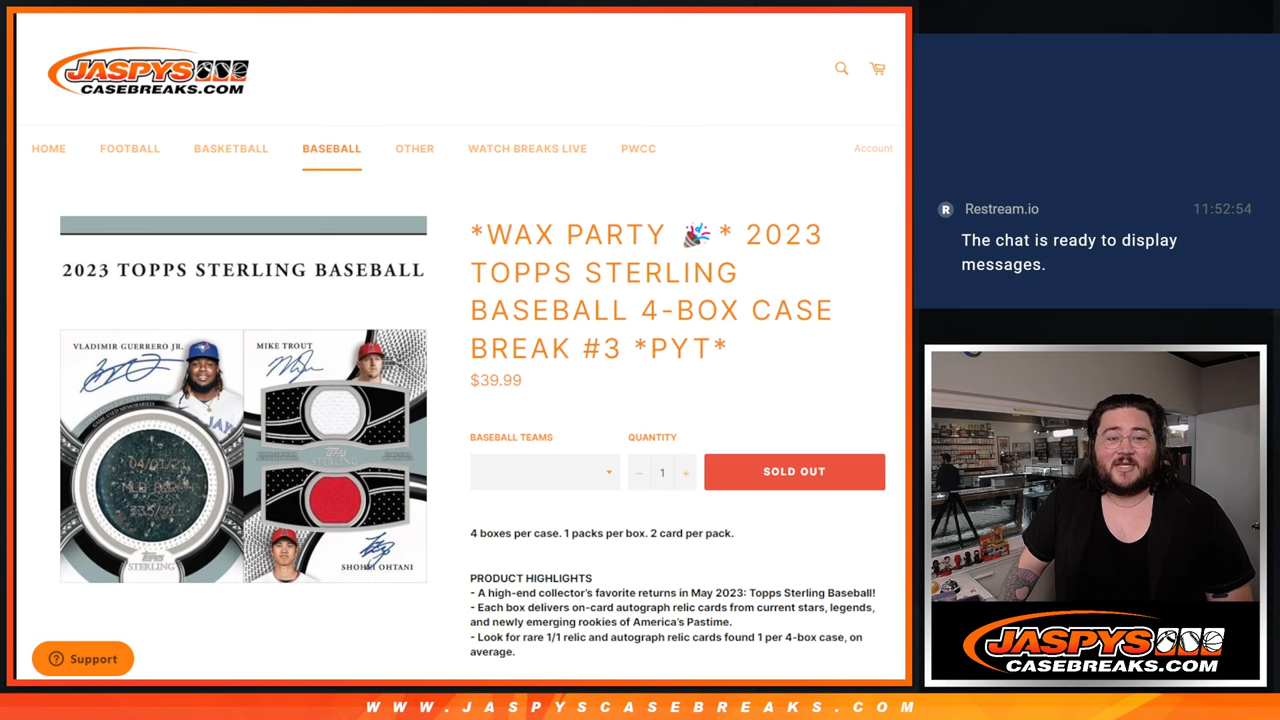 JASPYS
CASEBREAKS.COM
HOME FOOTBALL BASKETBALL BASEBALL OTHER WATCH BREAKS LIVE PWCC Account
2023 TOPPS STERLING BASEBALL
VLADIMIR GUERRERO JR.
MIKE TROUT
STERLING
SHOHEI OHTANI
*WAX PARTY 🎉* 2023
TOPPS STERLING
BASEBALL 4-BOX CASE
BREAK #3 *PYT*
$39.99
BASEBALL TEAMS QUANTITY
− 1 + SOLD OUT
4 boxes per case. 1 packs per box. 2 card per pack.
PRODUCT HIGHLIGHTS
- A high-end collector's favorite returns in May 2023: Topps Sterling Baseball!
- Each box delivers on-card autograph relic cards from current stars, legends,
and newly emerging rookies of America's Pastime.
- Look for rare 1/1 relic and autograph relic cards found 1 per 4-box case, on
average.
Support
R Restream.io 11:52:54
The chat is ready to display
messages.
JASPYS
CASEBREAKS.COM
WWW.JASPYSCASEBREAKS.COM